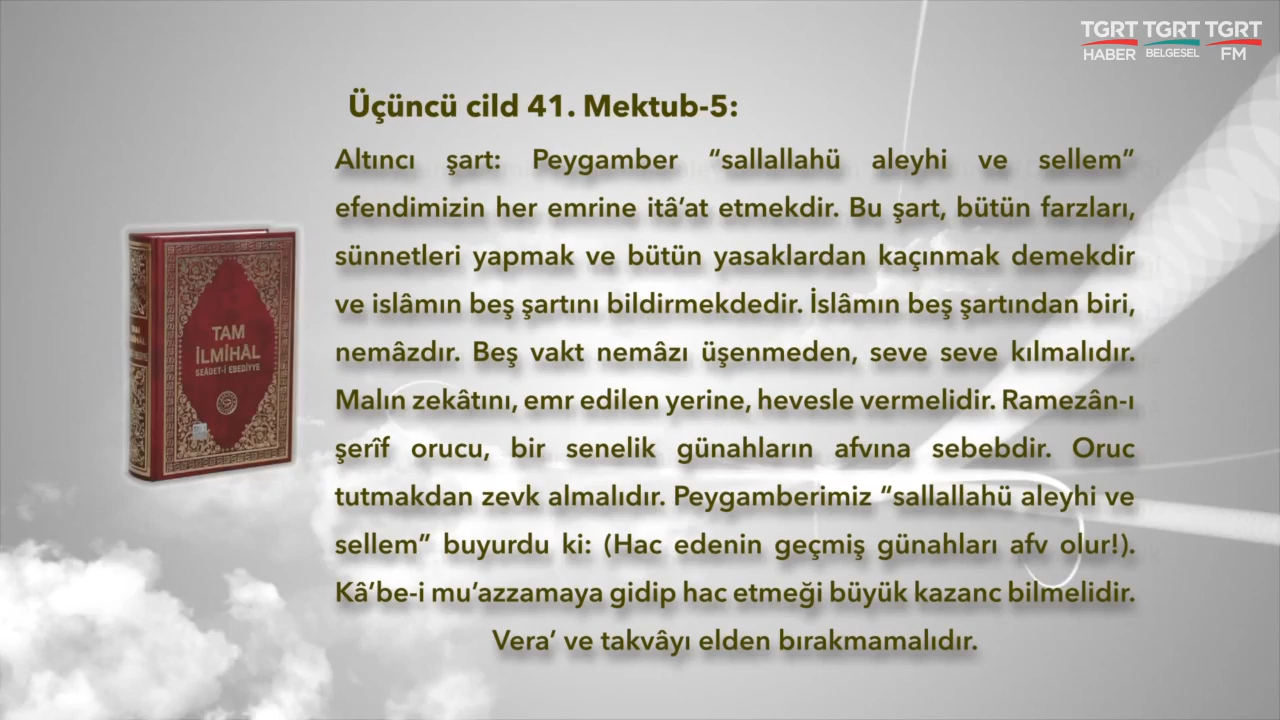 TGRT TGRT TGRT
HABER BELGESEL FM
Üçüncü cild 41. Mektub-5:
Altıncı şart: Peygamber “sallallahü aleyhi ve sellem”
efendimizin her emrine itâ’at etmekdir. Bu şart, bütün farzları,
sünnetleri yapmak ve bütün yasaklardan kaçınmak demekdir
ve islâmın beş şartını bildirmekdedir. İslâmın beş şartından biri,
nemâzdır. Beş vakt nemâzı üşenmeden, seve seve kılmalıdır.
Malın zekâtını, emr edilen yerine, hevesle vermelidir. Ramezân-ı
şerîf orucu, bir senelik günahların afvına sebebdir. Oruc
tutmakdan zevk almalıdır. Peygamberimiz “sallallahü aleyhi ve
sellem” buyurdu ki: (Hac edenin geçmiş günahları afv olur!).
Kâ’be-i mu’azzamaya gidip hac etmeği büyük kazanc bilmelidir.
Vera’ ve takvâyı elden bırakmamalıdır.
TAM
İLMİHÂL
SEÂDET-İ EBEDİYYE